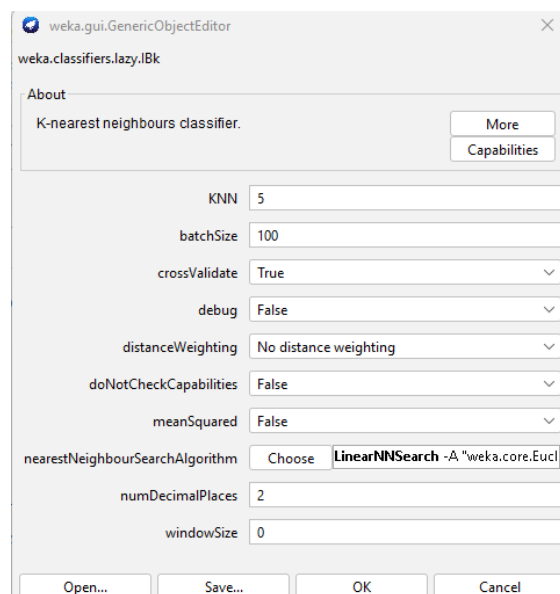 weka.gui.GenericObjectEditor
weka.classifiers.lazy.IBk
About
K-nearest neighbours classifier.
More
Capabilities
KNN 5
batchSize 100
crossValidate True
debug False
distanceWeighting No distance weighting
doNotCheckCapabilities False
meanSquared False
nearestNeighbourSearchAlgorithm Choose LinearNNSearch -A "weka.core.Eucl
numDecimalPlaces 2
windowSize 0
Open... Save... OK Cancel